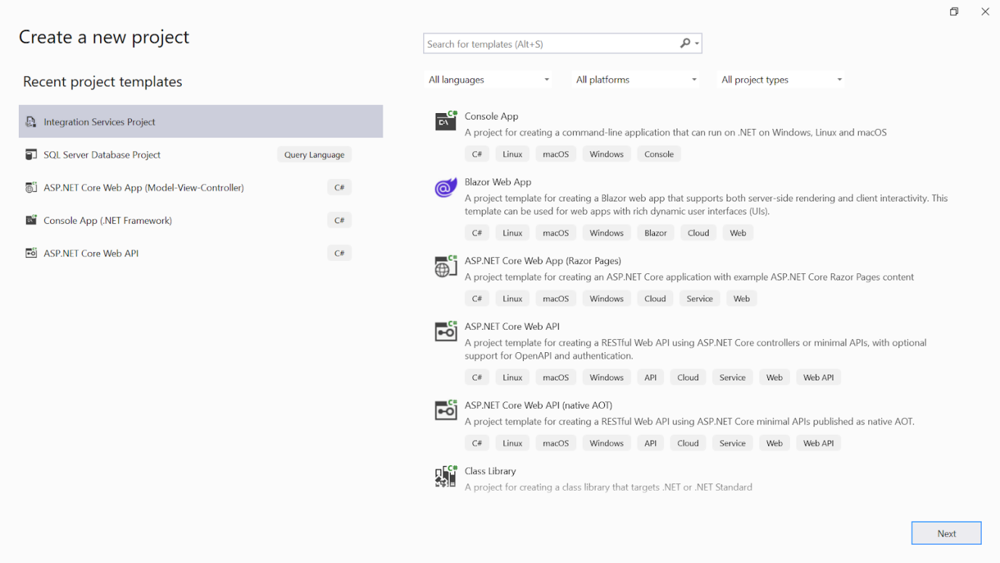 Create a new project
Search for templates (Alt+S)
Recent project templates
All languages
All platforms
All project types
Integration Services Project
SQL Server Database Project
Query Language
ASP.NET Core Web App (Model-View-Controller)
C#
Console App (.NET Framework)
C#
ASP.NET Core Web API
C#
Console App
A project for creating a command-line application that can run on .NET on Windows, Linux and macOS
C# Linux macOS Windows Console
Blazor Web App
A project template for creating a Blazor web app that supports both server-side rendering and client interactivity. This
template can be used for web apps with rich dynamic user interfaces (UIs).
C# Linux macOS Windows Blazor Cloud Web
ASP.NET Core Web App (Razor Pages)
A project template for creating an ASP.NET Core application with example ASP.NET Core Razor Pages content
C# Linux macOS Windows Cloud Service Web
ASP.NET Core Web API
A project template for creating a RESTful Web API using ASP.NET Core controllers or minimal APIs, with optional
support for OpenAPI and authentication.
C# Linux macOS Windows API Cloud Service Web Web API
ASP.NET Core Web API (native AOT)
A project template for creating a RESTful Web API using ASP.NET Core minimal APIs published as native AOT.
C# Linux macOS Windows API Cloud Service Web Web API
Class Library
A project for creating a class library that targets .NET or .NET Standard
Next